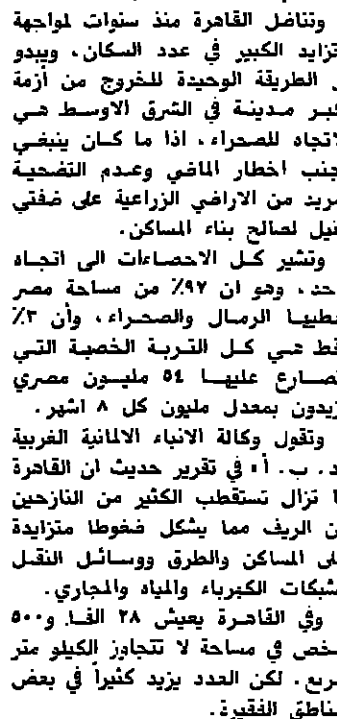 وتناضل القاهرة منذ سنوات لمواجهة
تزايد الكبير في عدد السكان، ويبدو
ن الطريقة الوحيدة للخروج من أزمة
كبر مدينة في الشرق الاوسط هي
لاتجاه للصحراء، اذا ما كان ينبغي
جنب اخطار الماضي وعدم التضحية
مزيد من الاراضي الزراعية على ضفتي
نيل لصالح بناء المساكن.
وتشير كل الاحصاءات الى اتجاه
احد، وهو ان ٩٧٪ من مساحة مصر
غطيها الرمال والصحراء، وأن ٣٪
قط هي كل التربة الخصبة التي
تصارع عليها ٥٤ مليون مصري
زيدون بمعدل مليون كل ٨ اشهر.
وتقول وكالة الانباء الالمانية الغربية
د. ب. أ» في تقرير حديث ان القاهرة
ا تزال تستقطب الكثير من النازحين
ن الريف مما يشكل ضغوطا متزايدة
لى المساكن والطرق ووسائل النقل
شبكات الكهرباء والمياه والمجاري.
وفي القاهرة يعيش ٢٨ الفا و٥٠٠
شخص في مساحة لا تتجاوز الكيلو متر
مربع. لكن العدد يزيد كثيراً في بعض
مناطق الفقيرة.